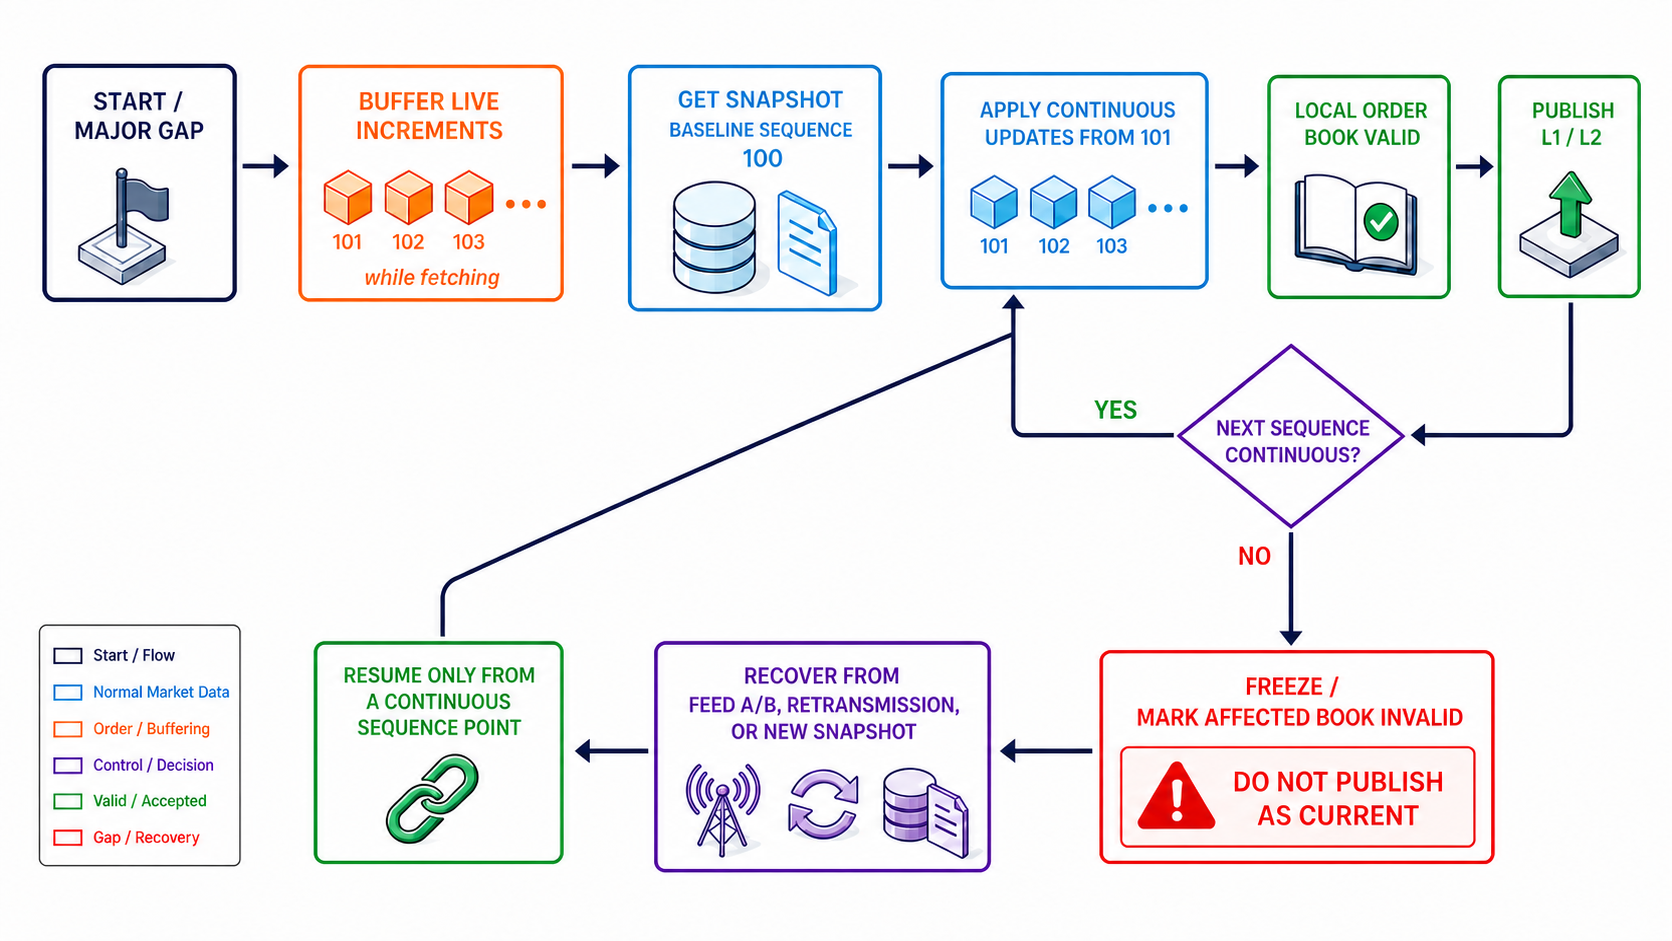 START /
MAJOR GAP
BUFFER LIVE
INCREMENTS
101 102 103
while fetching
GET SNAPSHOT
BASELINE SEQUENCE
100
APPLY CONTINUOUS
UPDATES FROM 101
101 102 103
LOCAL ORDER
BOOK VALID
PUBLISH
L1 / L2
NEXT SEQUENCE
CONTINUOUS?
YES
NO
FREEZE /
MARK AFFECTED BOOK INVALID
DO NOT PUBLISH
AS CURRENT
RECOVER FROM
FEED A/B, RETRANSMISSION,
OR NEW SNAPSHOT
RESUME ONLY FROM
A CONTINUOUS
SEQUENCE POINT
Start / Flow
Normal Market Data
Order / Buffering
Control / Decision
Valid / Accepted
Gap / Recovery